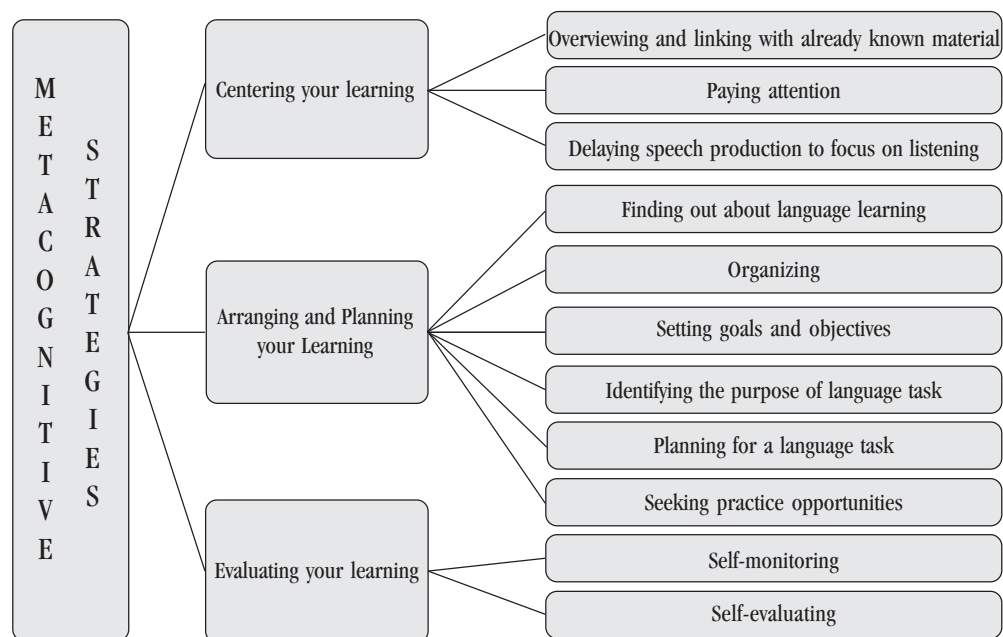 METACOGNITIVE
STRATEGIES
Centering your learning
Overviewing and linking with already known material
Paying attention
Delaying speech production to focus on listening
Arranging and Planning
your Learning
Finding out about language learning
Organizing
Setting goals and objectives
Identifying the purpose of language task
Planning for a language task
Seeking practice opportunities
Evaluating your learning
Self-monitoring
Self-evaluating